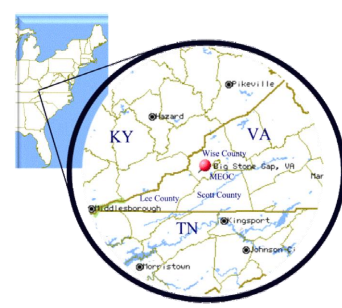 Pikeville
Hazard
KY
VA
Wise County
Big Stone Gap, VA
MEOC
Mar
Lee County
Scott County
Middlesborough
TN
Kingsport
Johnson C
Morristown